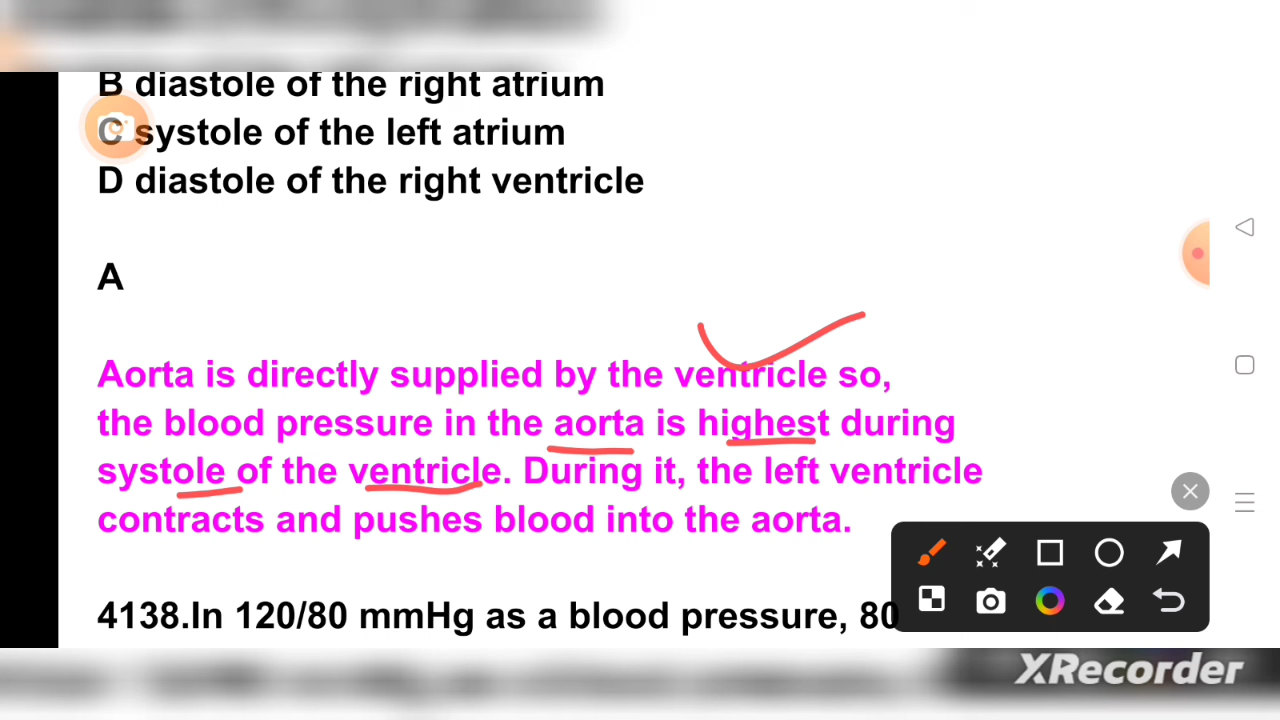 B diastole of the right atrium
C systole of the left atrium
D diastole of the right ventricle
A
Aorta is directly supplied by the ventricle so,
the blood pressure in the aorta is highest during
systole of the ventricle. During it, the left ventricle
contracts and pushes blood into the aorta.
4138.In 120/80 mmHg as a blood pressure, 80
XRecorder